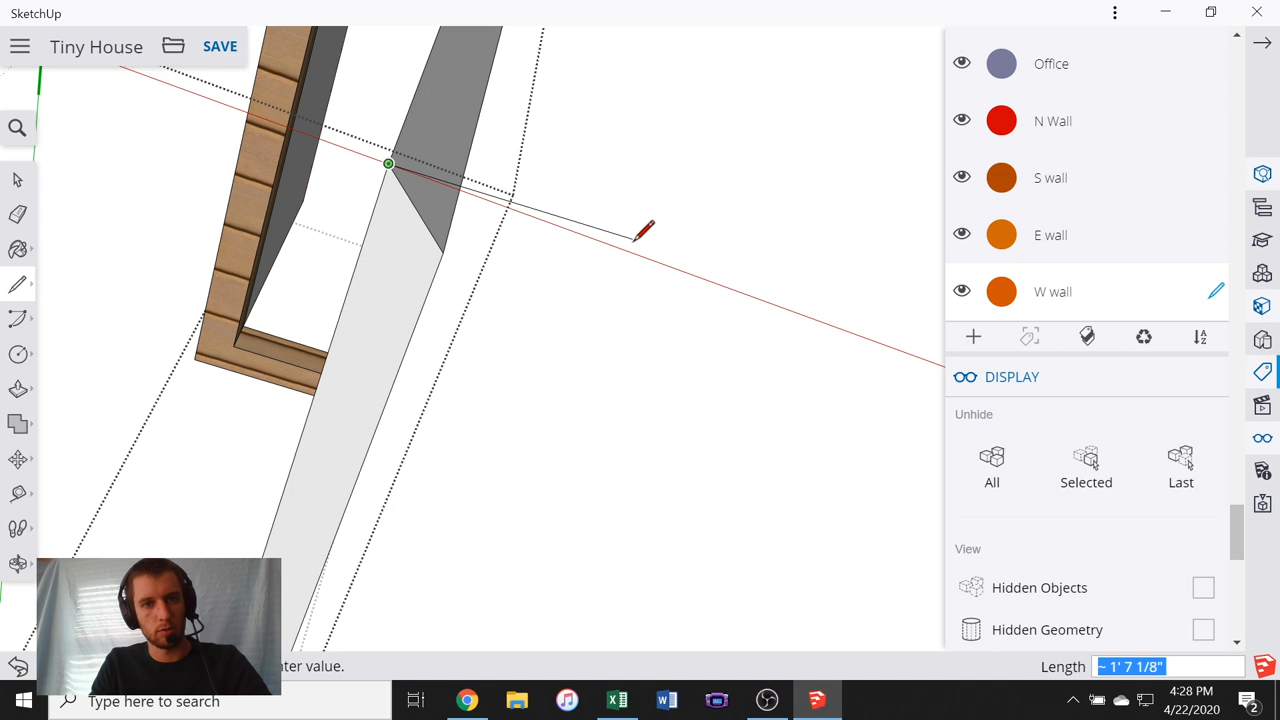 SketchUp
Tiny House
SAVE
Office
N Wall
S wall
E wall
W wall
DISPLAY
Unhide
All
Selected
Last
View
Hidden Objects
Hidden Geometry
nter value.
Length
~ 1' 7 1/8"
Type here to search
4:28 PM
4/22/2020
2